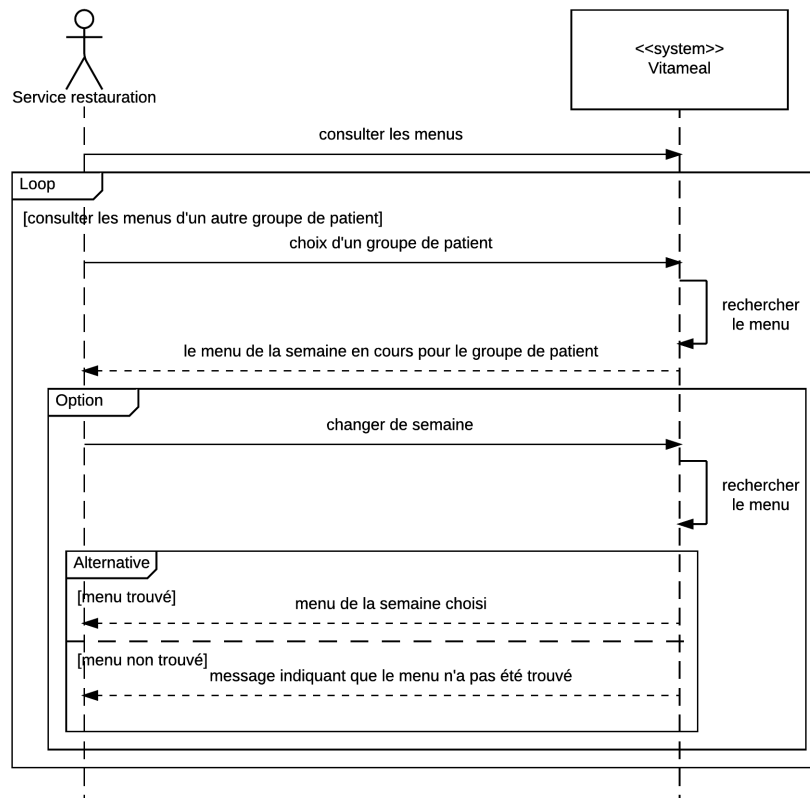 <<system>>
Vitameal
Service restauration
consulter les menus
Loop
[consulter les menus d'un autre groupe de patient]
choix d'un groupe de patient
rechercher
le menu
le menu de la semaine en cours pour le groupe de patient
Option
changer de semaine
rechercher
le menu
Alternative
[menu trouvé]
menu de la semaine choisi
[menu non trouvé]
message indiquant que le menu n'a pas été trouvé